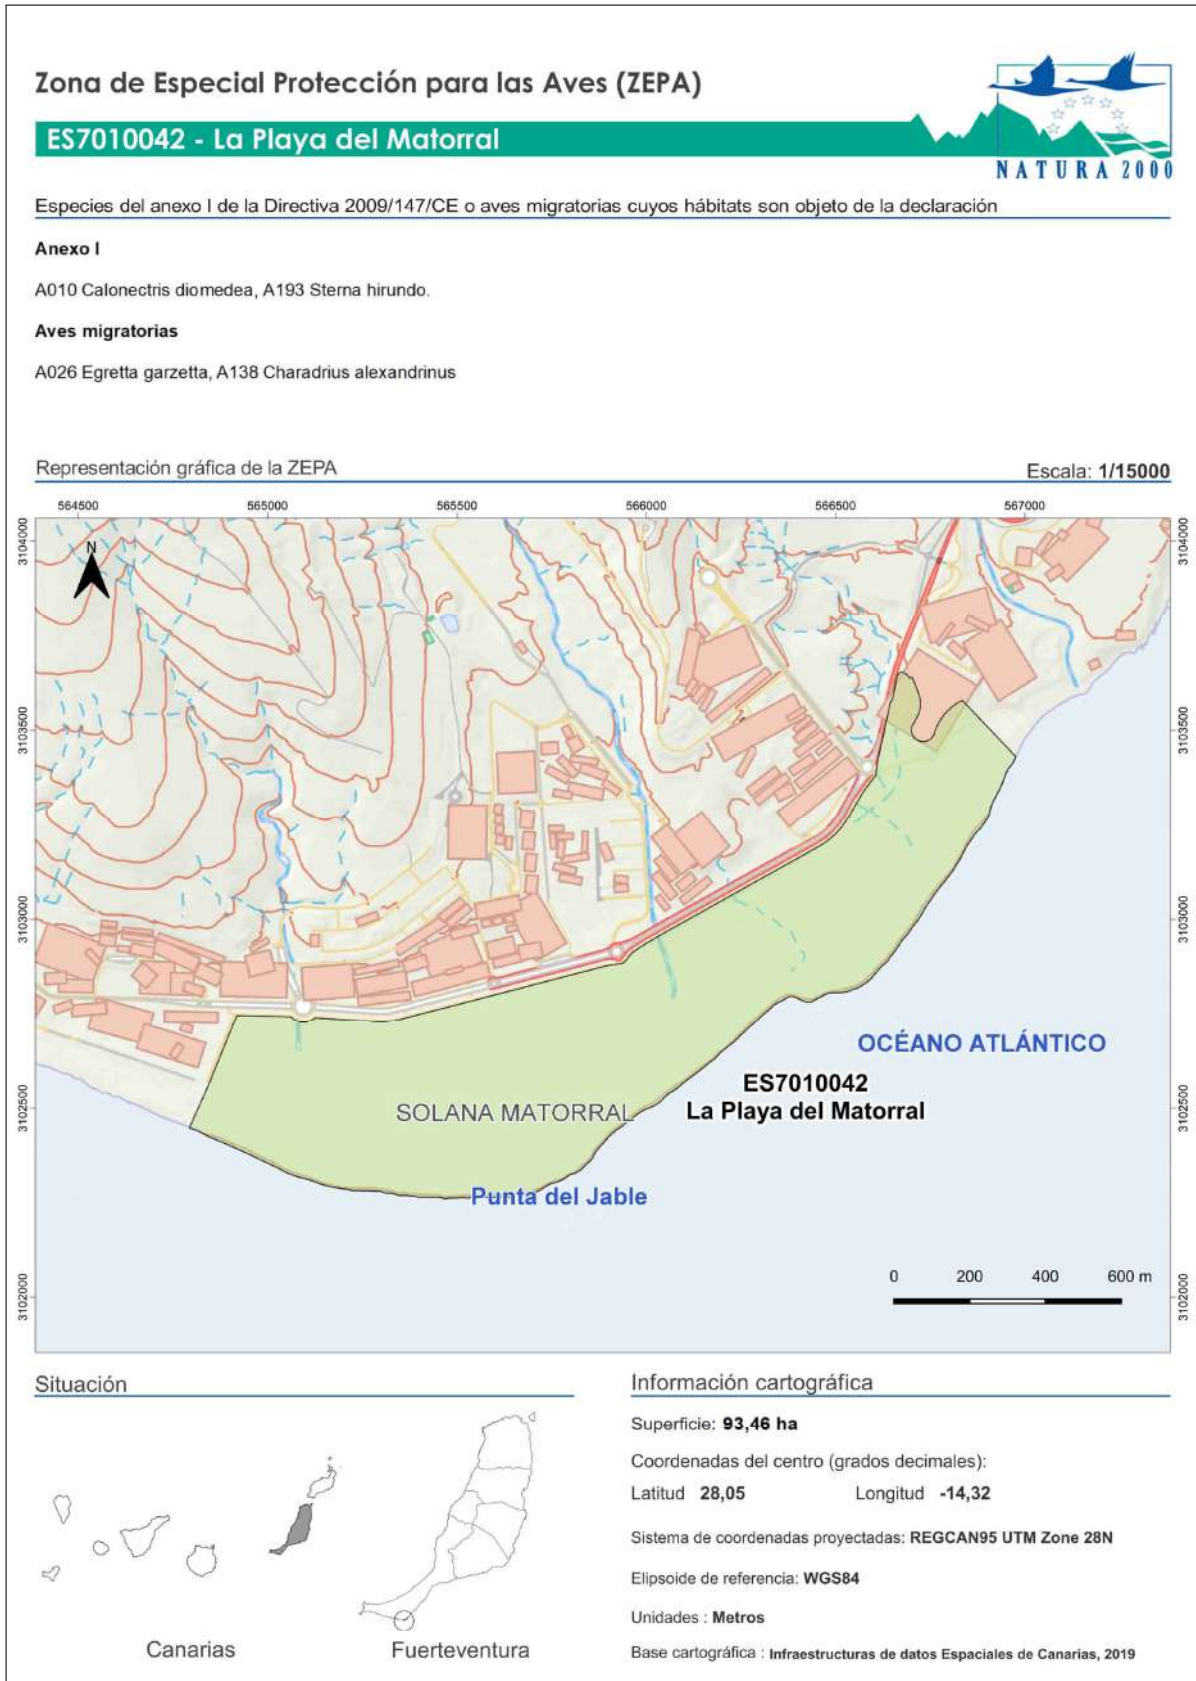 Zona de Especial Protección para las Aves (ZEPA)
ES7010042 - La Playa del Matorral
NATURA 2000
Especies del anexo I de la Directiva 2009/147/CE o aves migratorias cuyos hábitats son objeto de la declaración
Anexo I
A010 Calonectris diomedea, A193 Sterna hirundo.
Aves migratorias
A026 Egretta garzetta, A138 Charadrius alexandrinus
Representación gráfica de la ZEPA
Escala: 1/15000
564500 565000 565500 566000 566500 567000
3104000 3104000
N
3103500 3103500
3103000 3103000
OCÉANO ATLÁNTICO
ES7010042
La Playa del Matorral
SOLANA MATORRAL
3102500 3102500
Punta del Jable
0 200 400 600 m
3102000 3102000
Situación
Canarias
Fuerteventura
Información cartográfica
Superficie: 93,46 ha
Coordenadas del centro (grados decimales):
Latitud 28,05 Longitud -14,32
Sistema de coordenadas proyectadas: REGCAN95 UTM Zone 28N
Elipsoide de referencia: WGS84
Unidades : Metros
Base cartográfica : Infraestructuras de datos Espaciales de Canarias, 2019